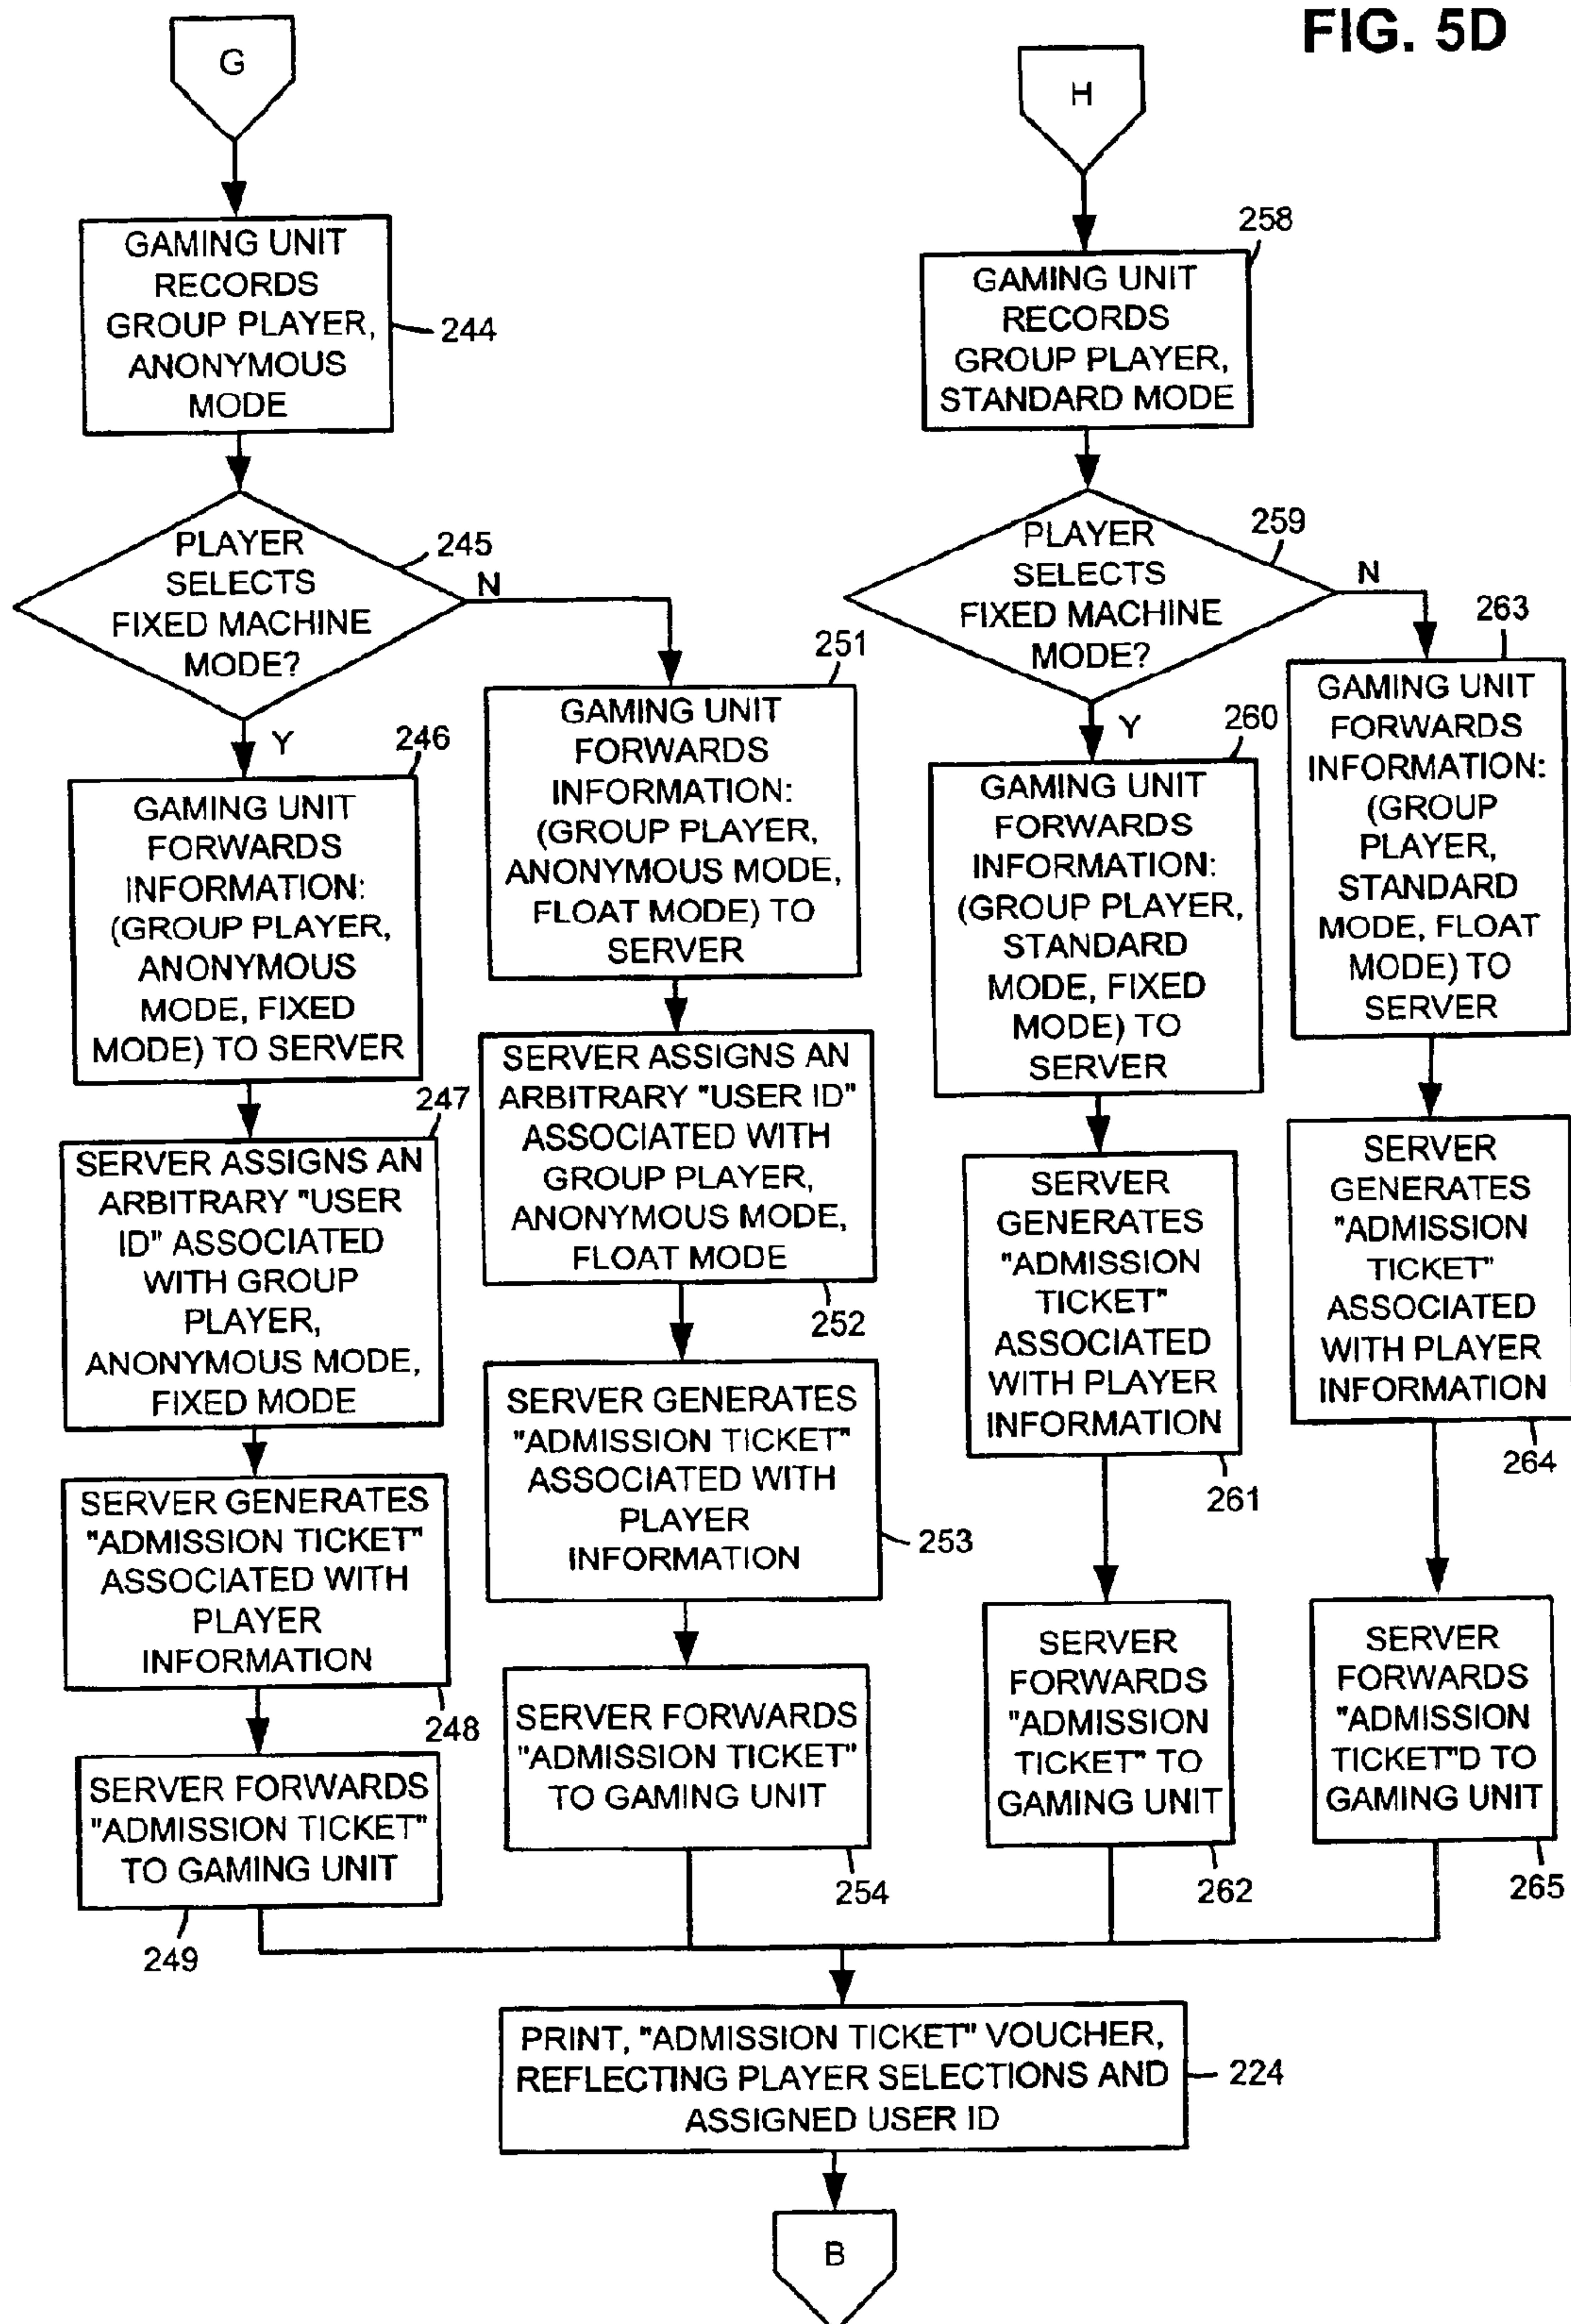 FIG. 5D
G
GAMING UNIT
RECORDS
GROUP PLAYER,
ANONYMOUS
MODE
244
PLAYER
SELECTS
FIXED MACHINE
MODE?
245
N
Y
246
GAMING UNIT
FORWARDS
INFORMATION:
(GROUP PLAYER,
ANONYMOUS
MODE, FIXED
MODE) TO SERVER
247
SERVER ASSIGNS AN
ARBITRARY "USER
ID" ASSOCIATED
WITH GROUP
PLAYER,
ANONYMOUS MODE,
FIXED MODE
SERVER GENERATES
"ADMISSION TICKET"
ASSOCIATED WITH
PLAYER
INFORMATION
248
SERVER FORWARDS
"ADMISSION TICKET"
TO GAMING UNIT
249
251
GAMING UNIT
FORWARDS
INFORMATION:
(GROUP PLAYER,
ANONYMOUS MODE,
FLOAT MODE) TO
SERVER
SERVER ASSIGNS AN
ARBITRARY "USER ID"
ASSOCIATED WITH
GROUP PLAYER,
ANONYMOUS MODE,
FLOAT MODE
252
SERVER GENERATES
"ADMISSION TICKET"
ASSOCIATED WITH
PLAYER
INFORMATION
253
SERVER FORWARDS
"ADMISSION TICKET"
TO GAMING UNIT
254
H
258
GAMING UNIT
RECORDS
GROUP PLAYER,
STANDARD MODE
PLAYER
SELECTS
FIXED MACHINE
MODE?
259
N
Y
260
GAMING UNIT
FORWARDS
INFORMATION:
(GROUP PLAYER,
STANDARD
MODE, FIXED
MODE) TO
SERVER
SERVER
GENERATES
"ADMISSION
TICKET"
ASSOCIATED
WITH PLAYER
INFORMATION
261
SERVER
FORWARDS
"ADMISSION
TICKET" TO
GAMING UNIT
262
263
GAMING UNIT
FORWARDS
INFORMATION:
(GROUP
PLAYER,
STANDARD
MODE, FLOAT
MODE) TO
SERVER
SERVER
GENERATES
"ADMISSION
TICKET"
ASSOCIATED
WITH PLAYER
INFORMATION
264
SERVER
FORWARDS
"ADMISSION
TICKET"D TO
GAMING UNIT
265
PRINT, "ADMISSION TICKET" VOUCHER,
REFLECTING PLAYER SELECTIONS AND
ASSIGNED USER ID
224
B